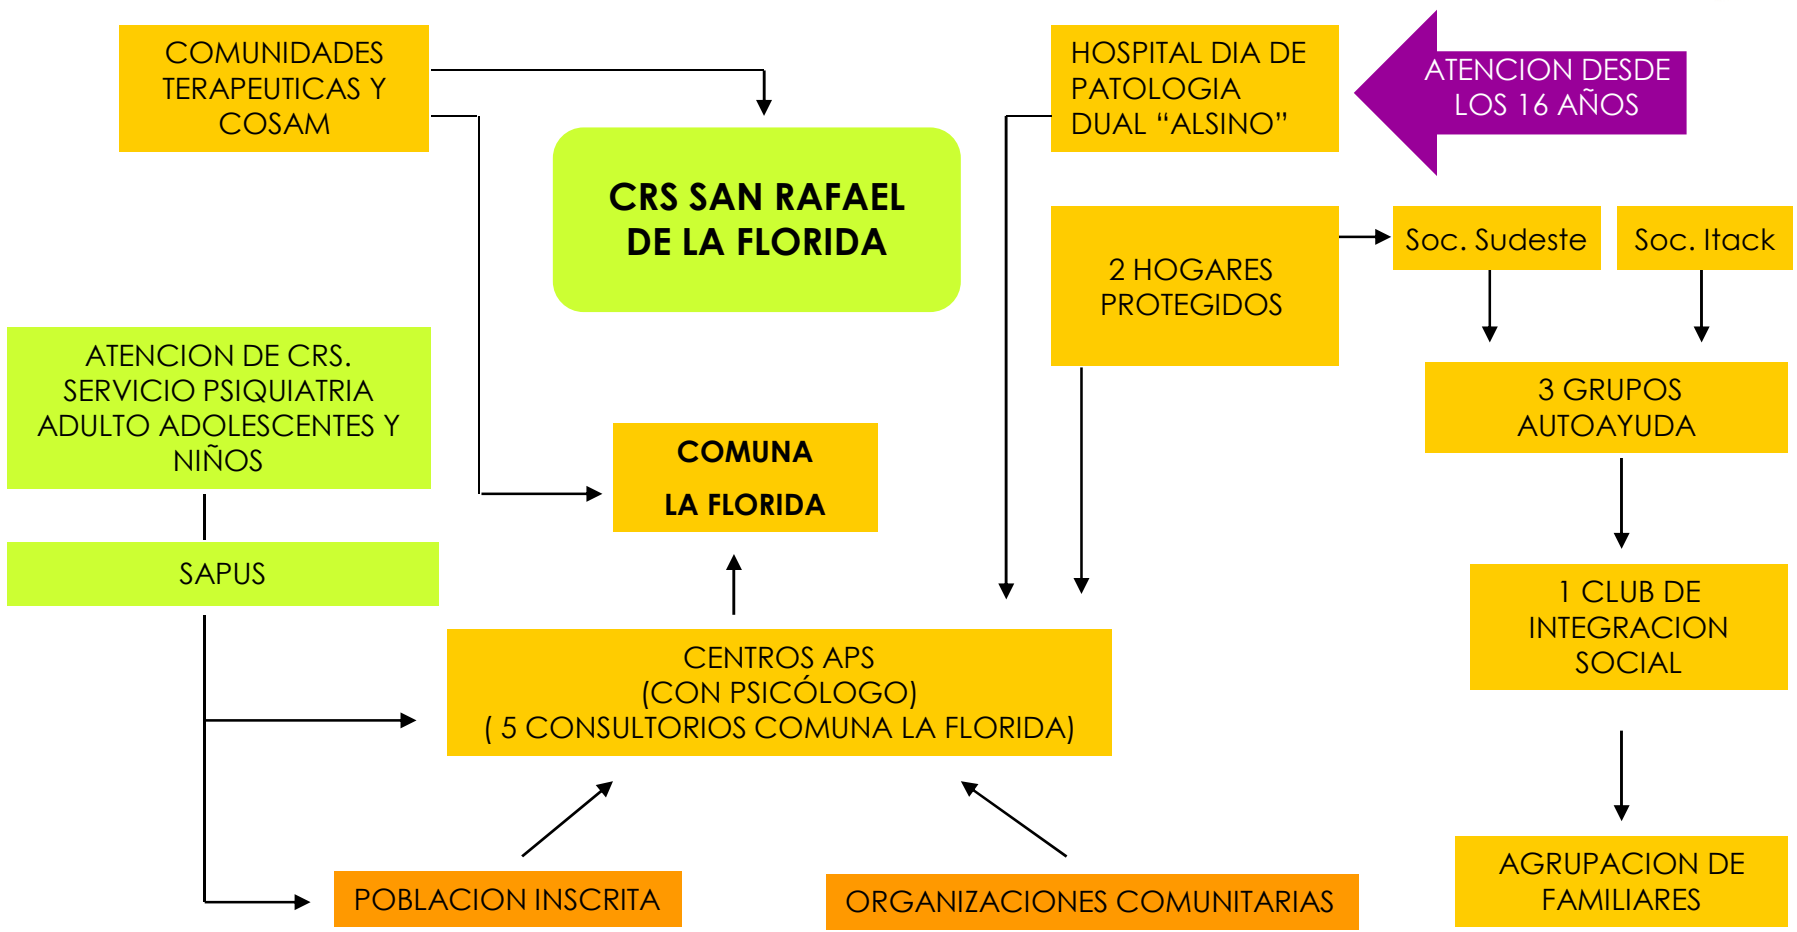 COMUNIDADES
TERAPEUTICAS Y
COSAM
HOSPITAL DIA DE
PATOLOGIA
DUAL “ALSINO”
ATENCION DESDE
LOS 16 AÑOS
CRS SAN RAFAEL
DE LA FLORIDA
2 HOGARES
PROTEGIDOS
Soc. Sudeste
Soc. Itack
ATENCION DE CRS.
SERVICIO PSIQUIATRIA
ADULTO ADOLESCENTES Y
NIÑOS
3 GRUPOS
AUTOAYUDA
COMUNA
LA FLORIDA
SAPUS
1 CLUB DE
INTEGRACION
SOCIAL
CENTROS APS
(CON PSICÓLOGO)
( 5 CONSULTORIOS COMUNA LA FLORIDA)
POBLACION INSCRITA
ORGANIZACIONES COMUNITARIAS
AGRUPACION DE
FAMILIARES